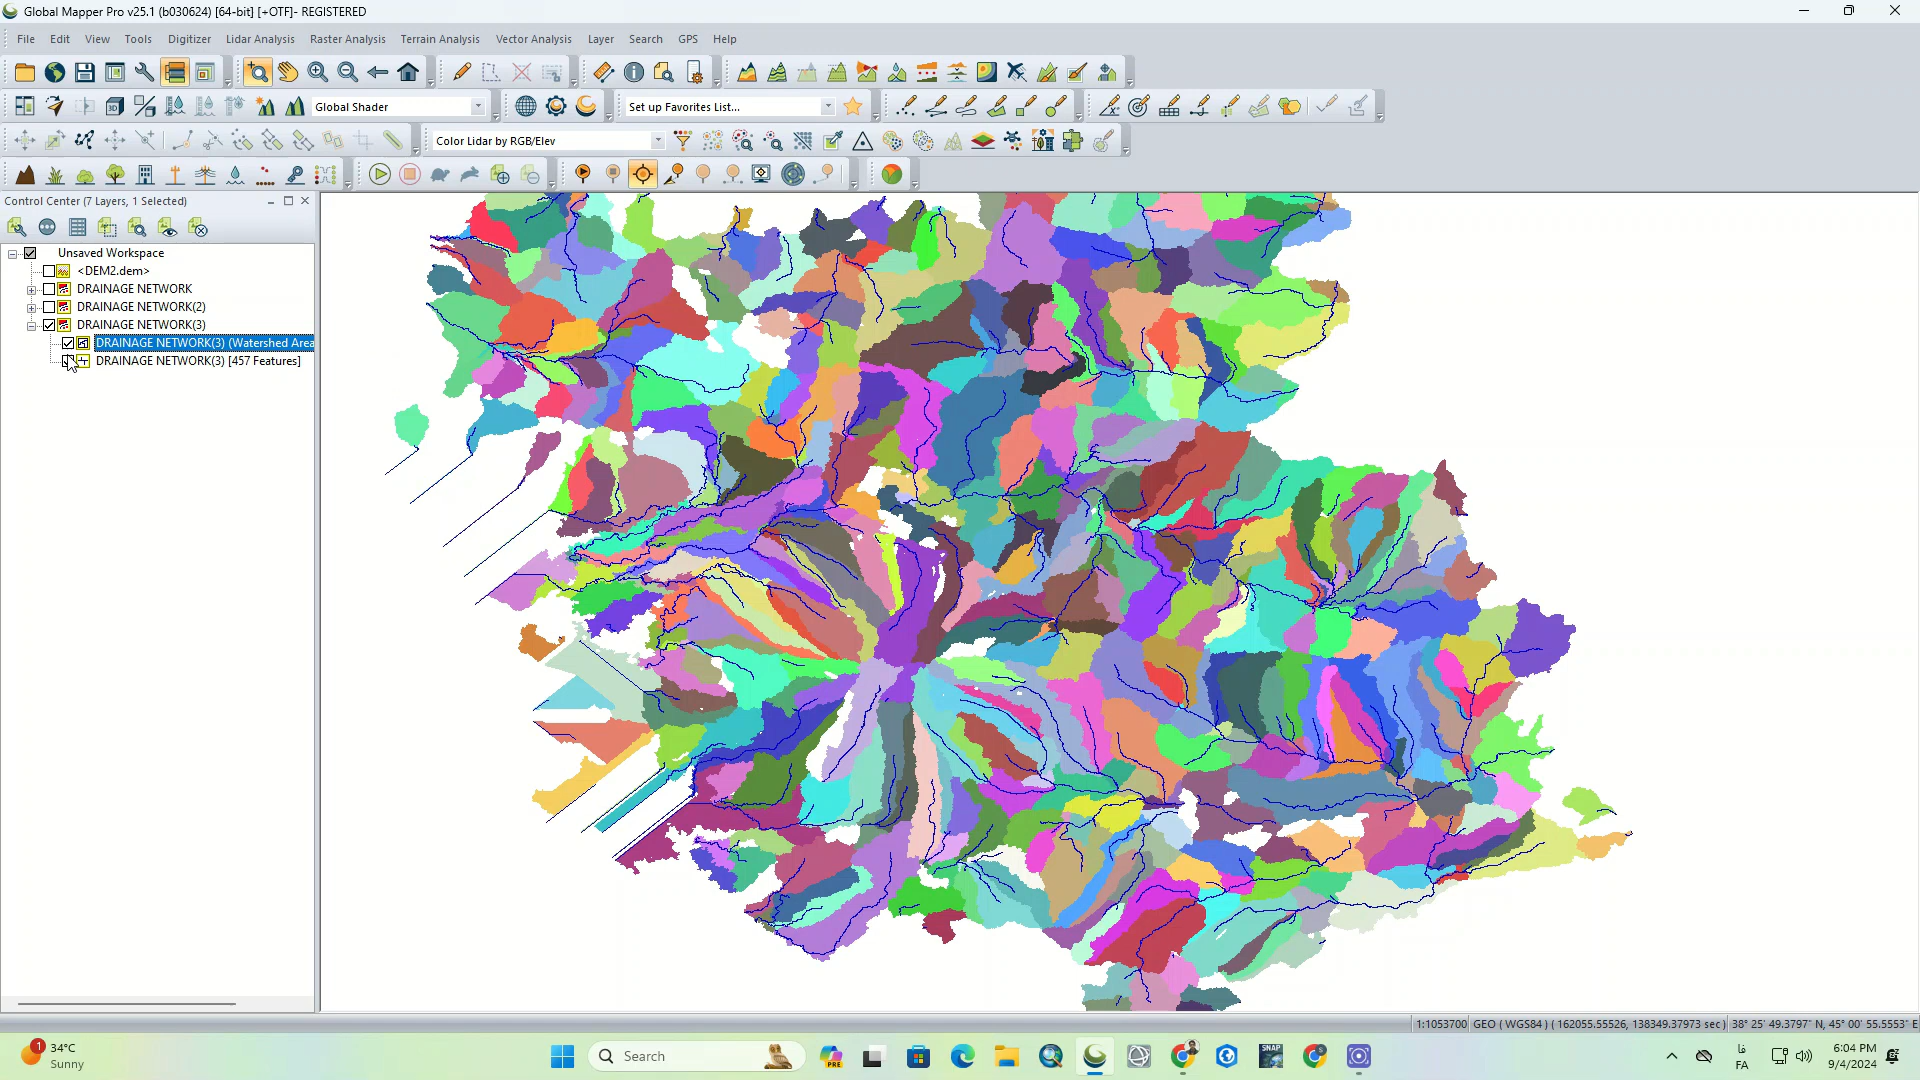 Global Mapper Pro v25.1 (b030624) [64-bit] [+OTF]- REGISTERED
File Edit View Tools Digitizer Lidar Analysis Raster Analysis Terrain Analysis Vector Analysis Layer Search GPS Help
Global Shader
Set up Favorites List...
Color Lidar by RGB/Elev
Control Center (7 Layers, 1 Selected)
Unsaved Workspace
<DEM2.dem>
DRAINAGE NETWORK
DRAINAGE NETWORK(2)
DRAINAGE NETWORK(3)
DRAINAGE NETWORK(3) (Watershed Area
DRAINAGE NETWORK(3) [457 Features]
1:1053700 GEO ( WGS84 ) ( 162055.55526, 138349.37973 sec ) 38° 25' 49.3797" N, 45° 00' 55.5553" E
1
34°C
Sunny
Search
PRE
SNAP
فا
FA
6:04 PM
9/4/2024